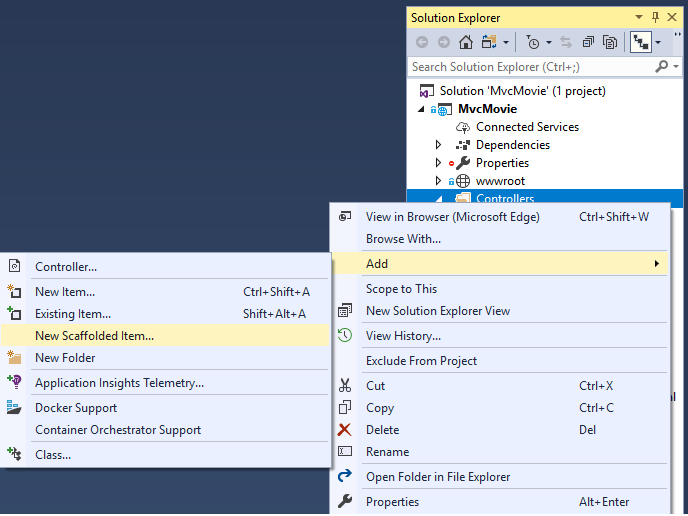 Solution Explorer
Search Solution Explorer (Ctrl+;)
Solution 'MvcMovie' (1 project)
MvcMovie
Connected Services
Dependencies
Properties
wwwroot
Controllers
View in Browser (Microsoft Edge) Ctrl+Shift+W
Browse With...
Add
Scope to This
New Solution Explorer View
View History...
Exclude From Project
Cut Ctrl+X
Copy Ctrl+C
Delete Del
Rename
Open Folder in File Explorer
Properties Alt+Enter
Controller...
New Item... Ctrl+Shift+A
Existing Item... Shift+Alt+A
New Scaffolded Item...
New Folder
Application Insights Telemetry...
Docker Support
Container Orchestrator Support
Class...